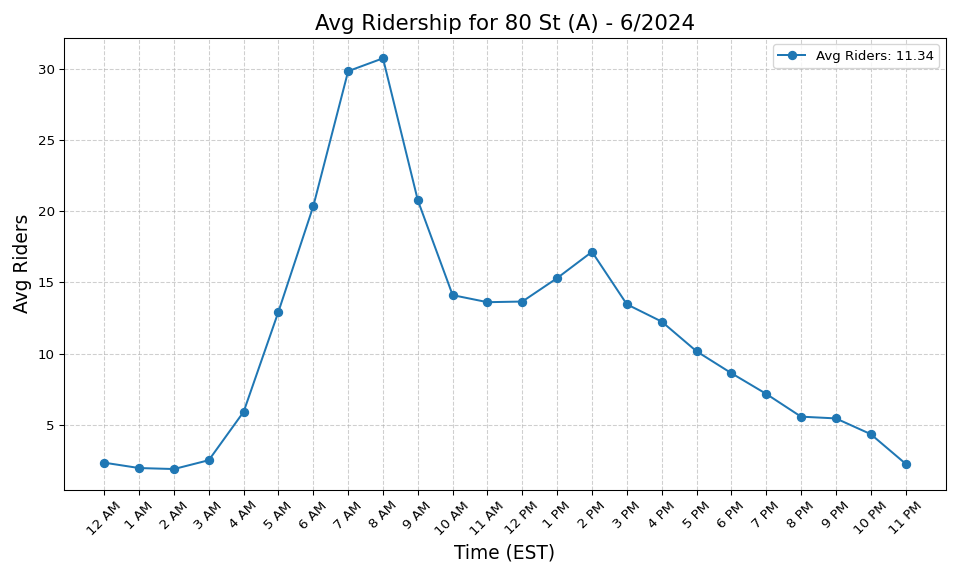 Avg Ridership for 80 St (A) - 6/2024
Avg Riders: 11.34
Avg Riders
30
25
20
15
10
5
12 AM
1 AM
2 AM
3 AM
4 AM
5 AM
6 AM
7 AM
8 AM
9 AM
10 AM
11 AM
12 PM
1 PM
2 PM
3 PM
4 PM
5 PM
6 PM
7 PM
8 PM
9 PM
10 PM
11 PM
Time (EST)